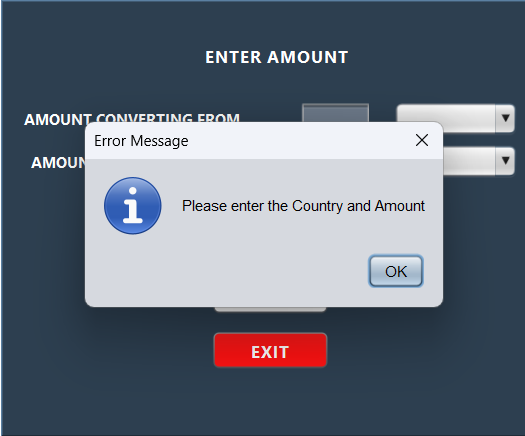 ENTER AMOUNT
AMOUNT CONVERTING FROM
Error Message
AMOUN
Please enter the Country and Amount
OK
EXIT